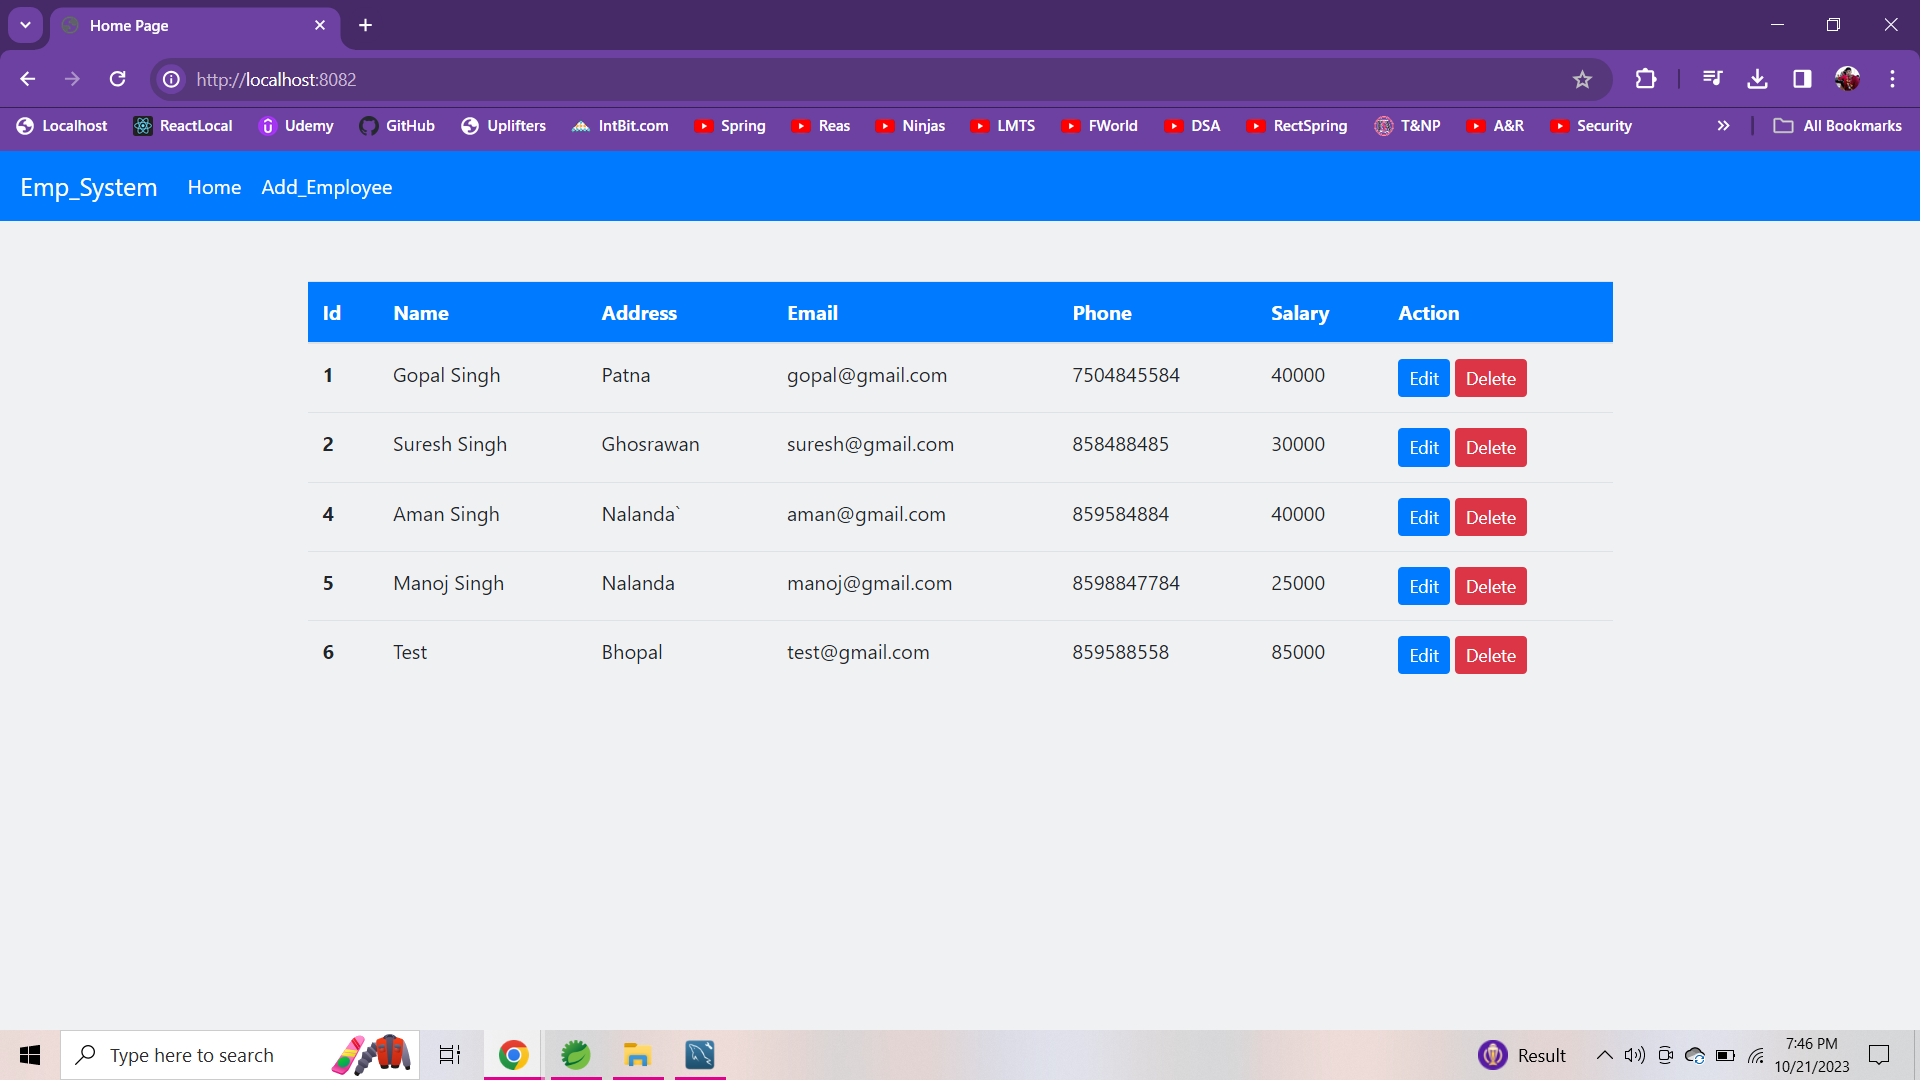 Home Page
http://localhost:8082
Localhost ReactLocal Udemy GitHub Uplifters IntBit.com Spring Reas Ninjas LMTS FWorld DSA RectSpring T&NP A&R Security All Bookmarks
Emp_System Home Add_Employee
Id Name Address Email Phone Salary Action
1 Gopal Singh Patna gopal@gmail.com 7504845584 40000 Edit Delete
2 Suresh Singh Ghosrawan suresh@gmail.com 858488485 30000 Edit Delete
4 Aman Singh Nalanda` aman@gmail.com 859584884 40000 Edit Delete
5 Manoj Singh Nalanda manoj@gmail.com 8598847784 25000 Edit Delete
6 Test Bhopal test@gmail.com 859588558 85000 Edit Delete
Type here to search Result 7:46 PM
10/21/2023